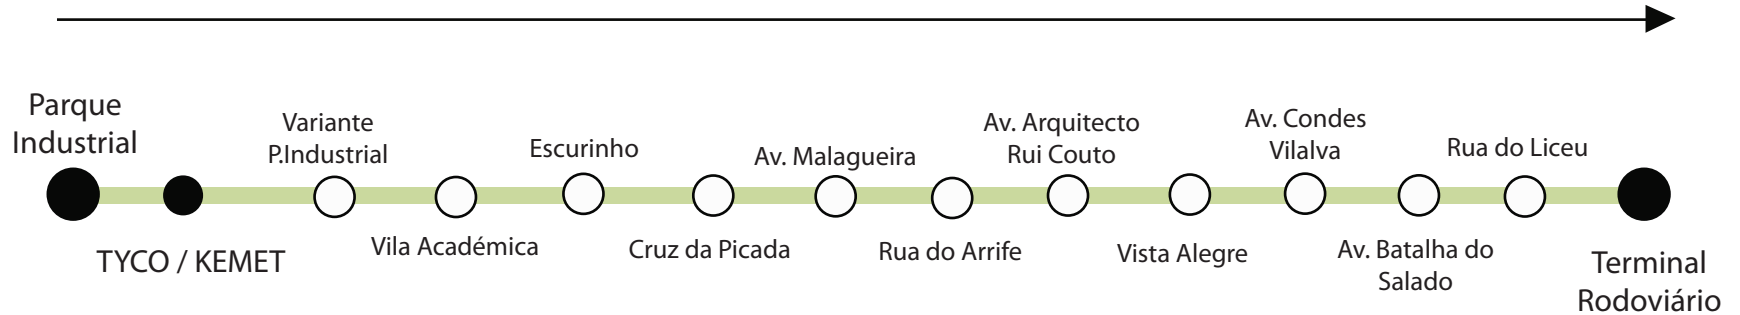 Parque
Industrial
TYCO / KEMET
Variante
P.Industrial
Vila Académica
Escurinho
Cruz da Picada
Av. Malagueira
Rua do Arrife
Av. Arquitecto
Rui Couto
Vista Alegre
Av. Condes
Vilalva
Av. Batalha do
Salado
Rua do Liceu
Terminal
Rodoviário